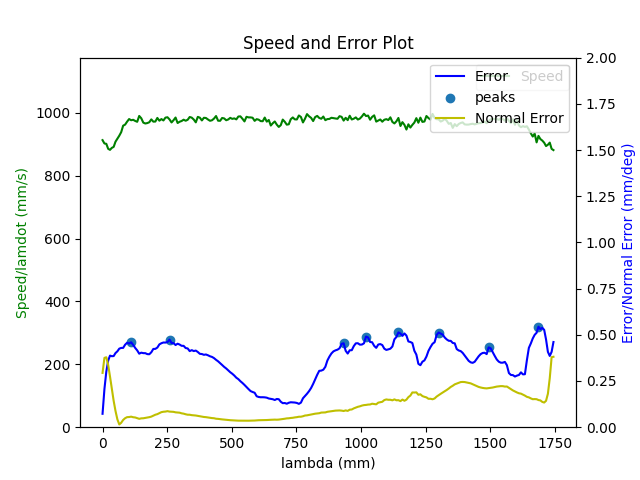 Speed and Error Plot
Speed/lamdot (mm/s)
1000
800
600
400
200
0
Error
peaks
Normal Error
Speed
2.00
1.75
1.50
1.25
1.00
0.75
0.50
0.25
0.00
Error/Normal Error (mm/deg)
0 250 500 750 1000 1250 1500 1750
lambda (mm)